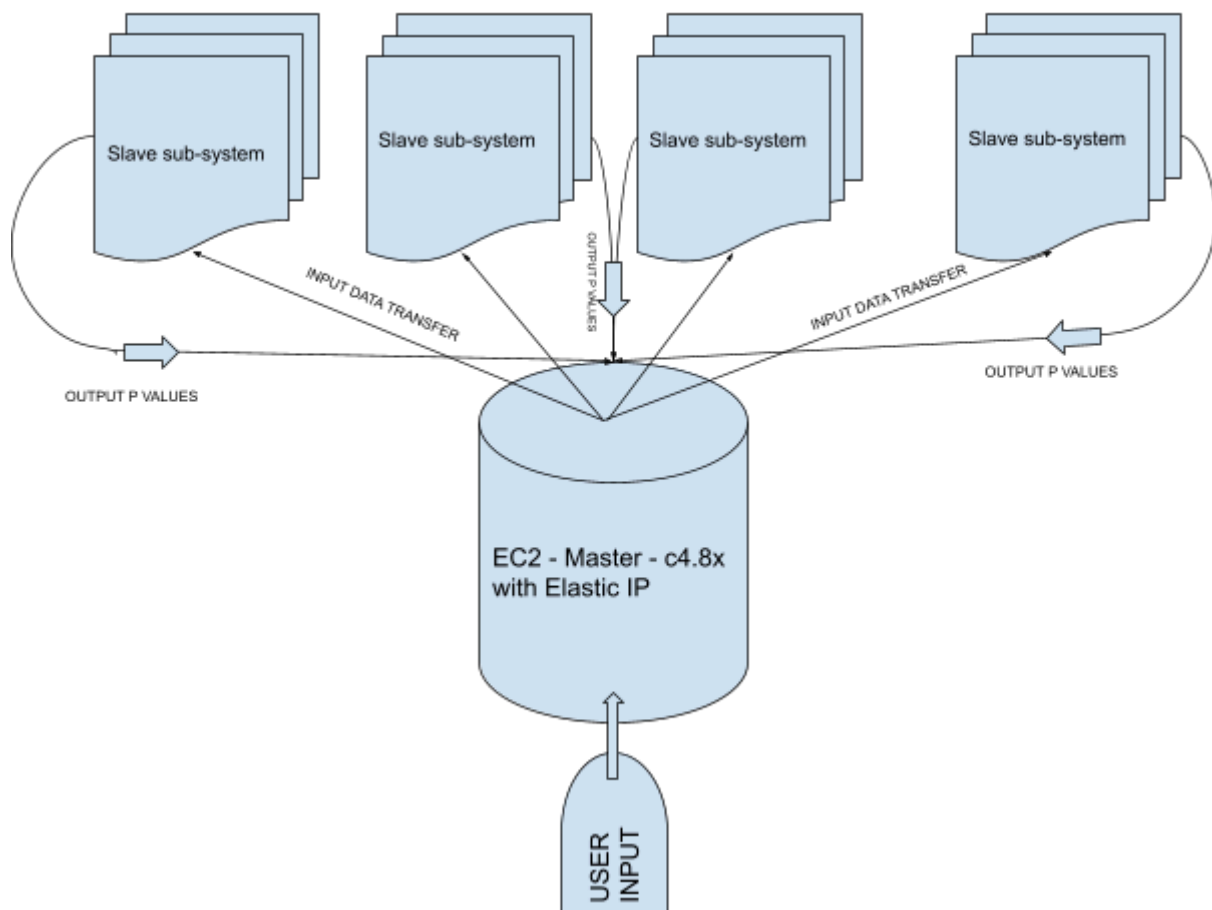 Slave sub-system
Slave sub-system
Slave sub-system
Slave sub-system
INPUT DATA TRANSFER
OUTPUT P VALUES
INPUT DATA TRANSFER
OUTPUT P VALUES
OUTPUT P VALUES
EC2 - Master - c4.8x
with Elastic IP
USER
INPUT